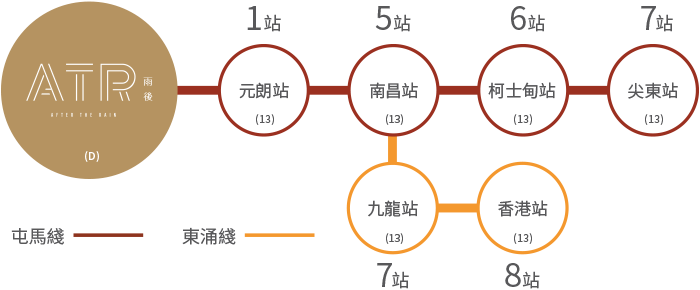 1站
5站
6站
7站
ATR 雨後
AFTER THE RAIN
(D)
元朗站
(13)
南昌站
(13)
柯士甸站
(13)
尖東站
(13)
九龍站
(13)
香港站
(13)
屯馬綫
東涌綫
7站
8站